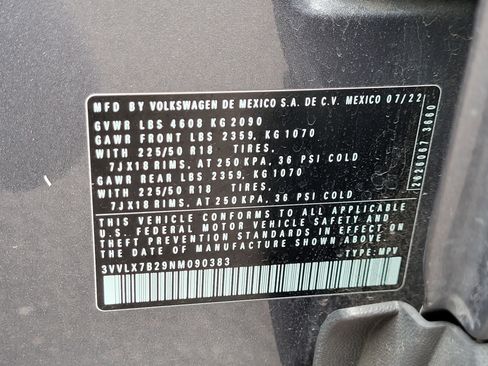 MFD BY VOLKSWAGEN DE MEXICO S.A. DE C.V. MEXICO 07/22
GVWR LBS 4608 KG 2090
GAWR FRONT LBS 2359, KG 1070
WITH 225/50 R18 TIRES,
7JX18 RIMS, AT 250 KPA, 36 PSI COLD
GAWR REAR LBS 2359, KG 1070
WITH 225/50 R18 TIRES,
7JX18 RIMS, AT 250 KPA, 36 PSI COLD
THIS VEHICLE CONFORMS TO ALL APPLICABLE
U.S. FEDERAL MOTOR VEHICLE SAFETY AND
THEFT PREVENTION STANDARDS IN EFFECT ON
THE DATE OF MANUFACTURE SHOWN ABOVE.
3VVLX7B29NM090383 TYPE: MPV
3660